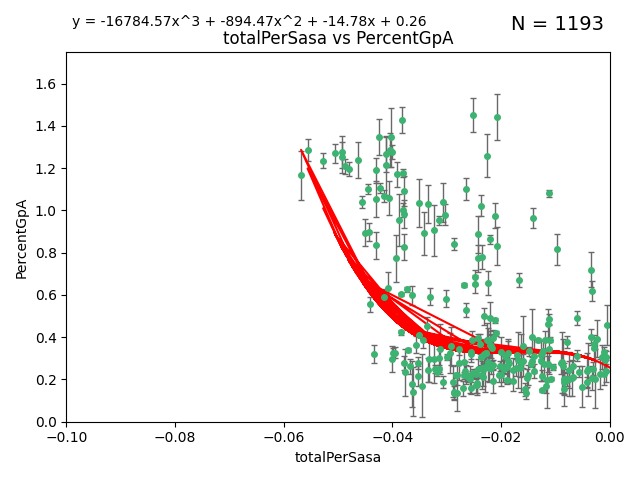 y = -16784.57x^3 + -894.47x^2 + -14.78x + 0.26
N = 1193
totalPerSasa vs PercentGpA
PercentGpA
1.6
1.4
1.2
1.0
0.8
0.6
0.4
0.2
0.0
−0.10 −0.08 −0.06 −0.04 −0.02 0.00
totalPerSasa